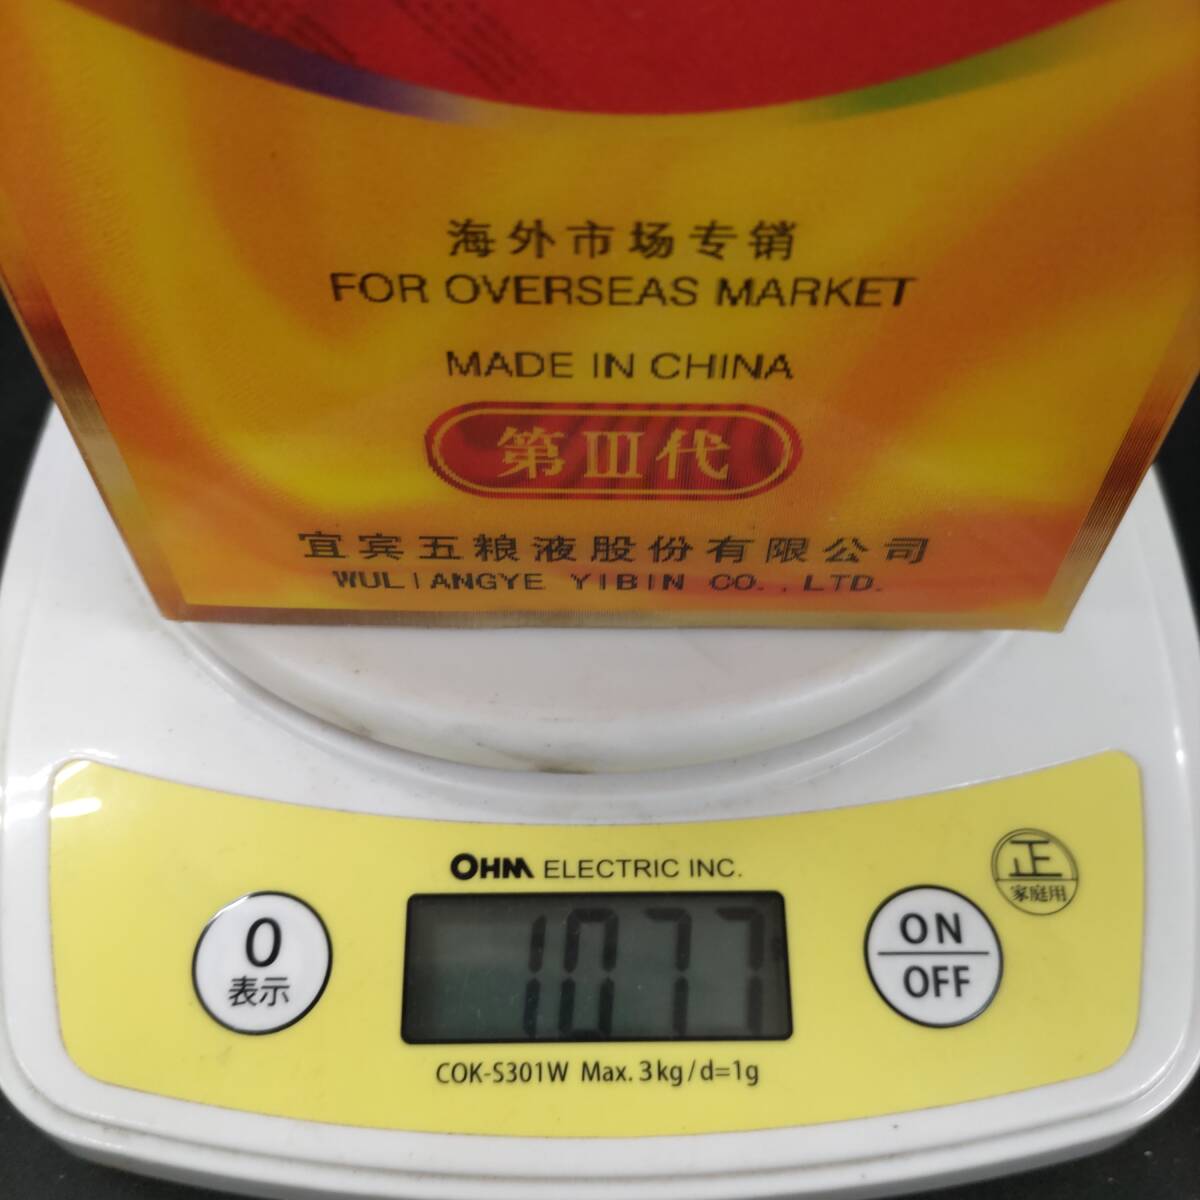 海外市场专销
FOR OVERSEAS MARKET
MADE IN CHINA
第III代
宜宾五粮液股份有限公司
WULIANGYE YIBIN CO.,LTD.
OHM ELECTRIC INC.
正
家庭用
0
表示
1077
ON
OFF
COK-S301W Max. 3kg/d=1g